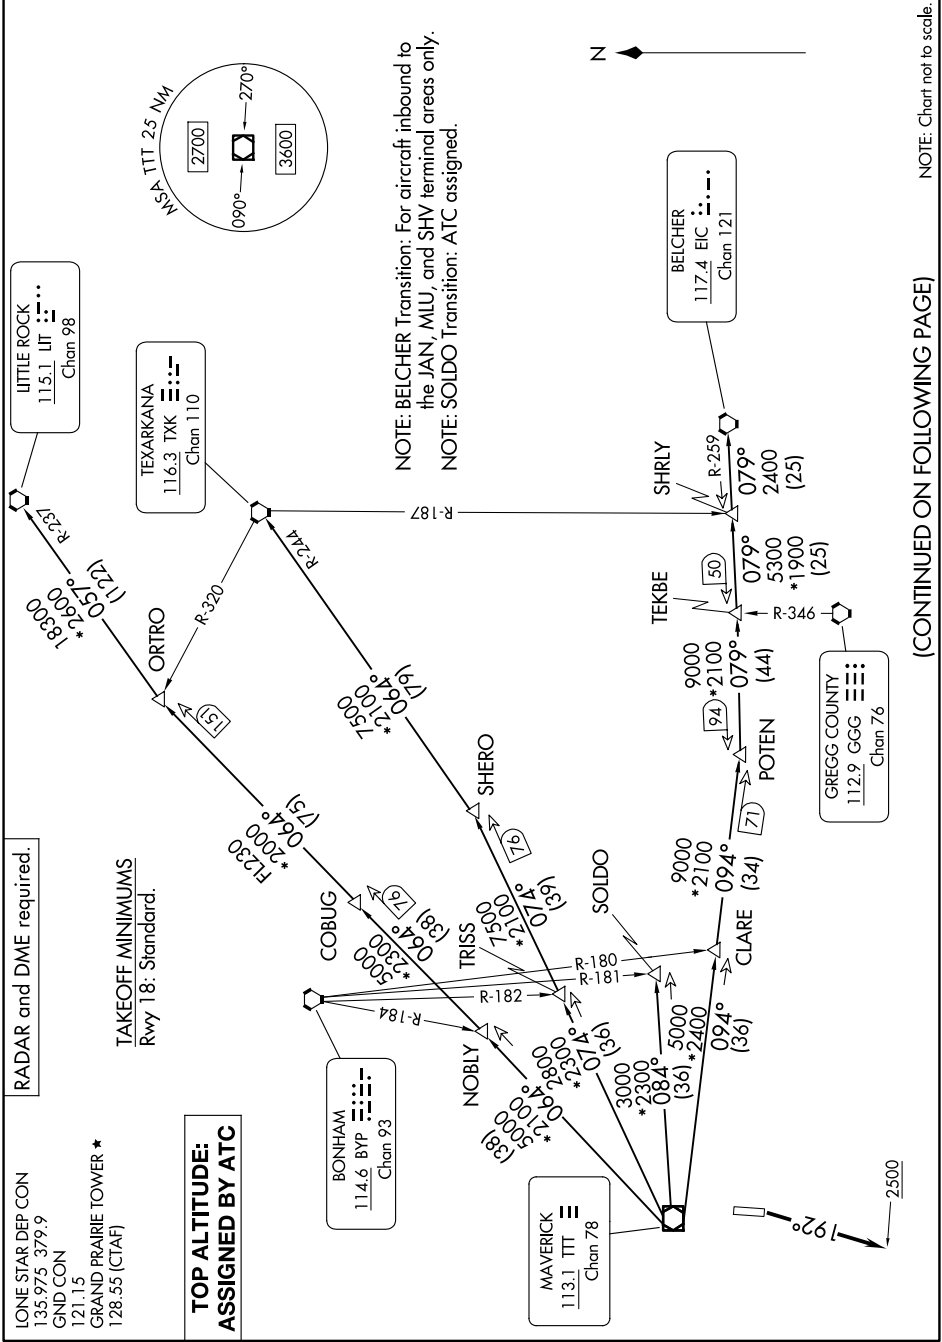 LONE STAR DEP CON
135.975 379.9
GND CON
121.15
GRAND PRAIRIE TOWER ★
128.55 (CTAF)
RADAR and DME required.
TAKEOFF MINIMUMS
Rwy 18: Standard.
TOP ALTITUDE:
ASSIGNED BY ATC
LITTLE ROCK
115.1 LIT
Chan 98
R-237
18300
*2600
057°
(122)
ORTRO
151
R-320
TEXARKANA
116.3 TXK
Chan 110
R-244
R-187
MSA TTT 25 NM
2700
090°
270°
3600
FL230
*2000
064°
(75)
COBUG
76
5000
*2300
064°
(38)
NOBLY
5000
*2100
064°
(38)
7500
*2100
064°
(79)
SHERO
76
7500
*2100
074°
(39)
TRISS
2800
*2300
074°
(36)
BONHAM
114.6 BYP
Chan 93
R-184
R-182
R-181
R-180
SOLDO
3000
*2300
084°
(36)
5000
*2400
094°
(36)
CLARE
9000
*2100
094°
(34)
71
POTEN
94
9000
*2100
079°
(44)
TEKBE
50
R-346
5300
*1900
079°
(25)
SHRLY
R-259
079°
2400
(25)
BELCHER
117.4 EIC
Chan 121
GREGG COUNTY
112.9 GGG
Chan 76
MAVERICK
113.1 TTT
Chan 78
192°
2500
NOTE: BELCHER Transition: For aircraft inbound to
the JAN, MLU, and SHV terminal areas only.
NOTE: SOLDO Transition: ATC assigned.
N
NOTE: Chart not to scale.
(CONTINUED ON FOLLOWING PAGE)